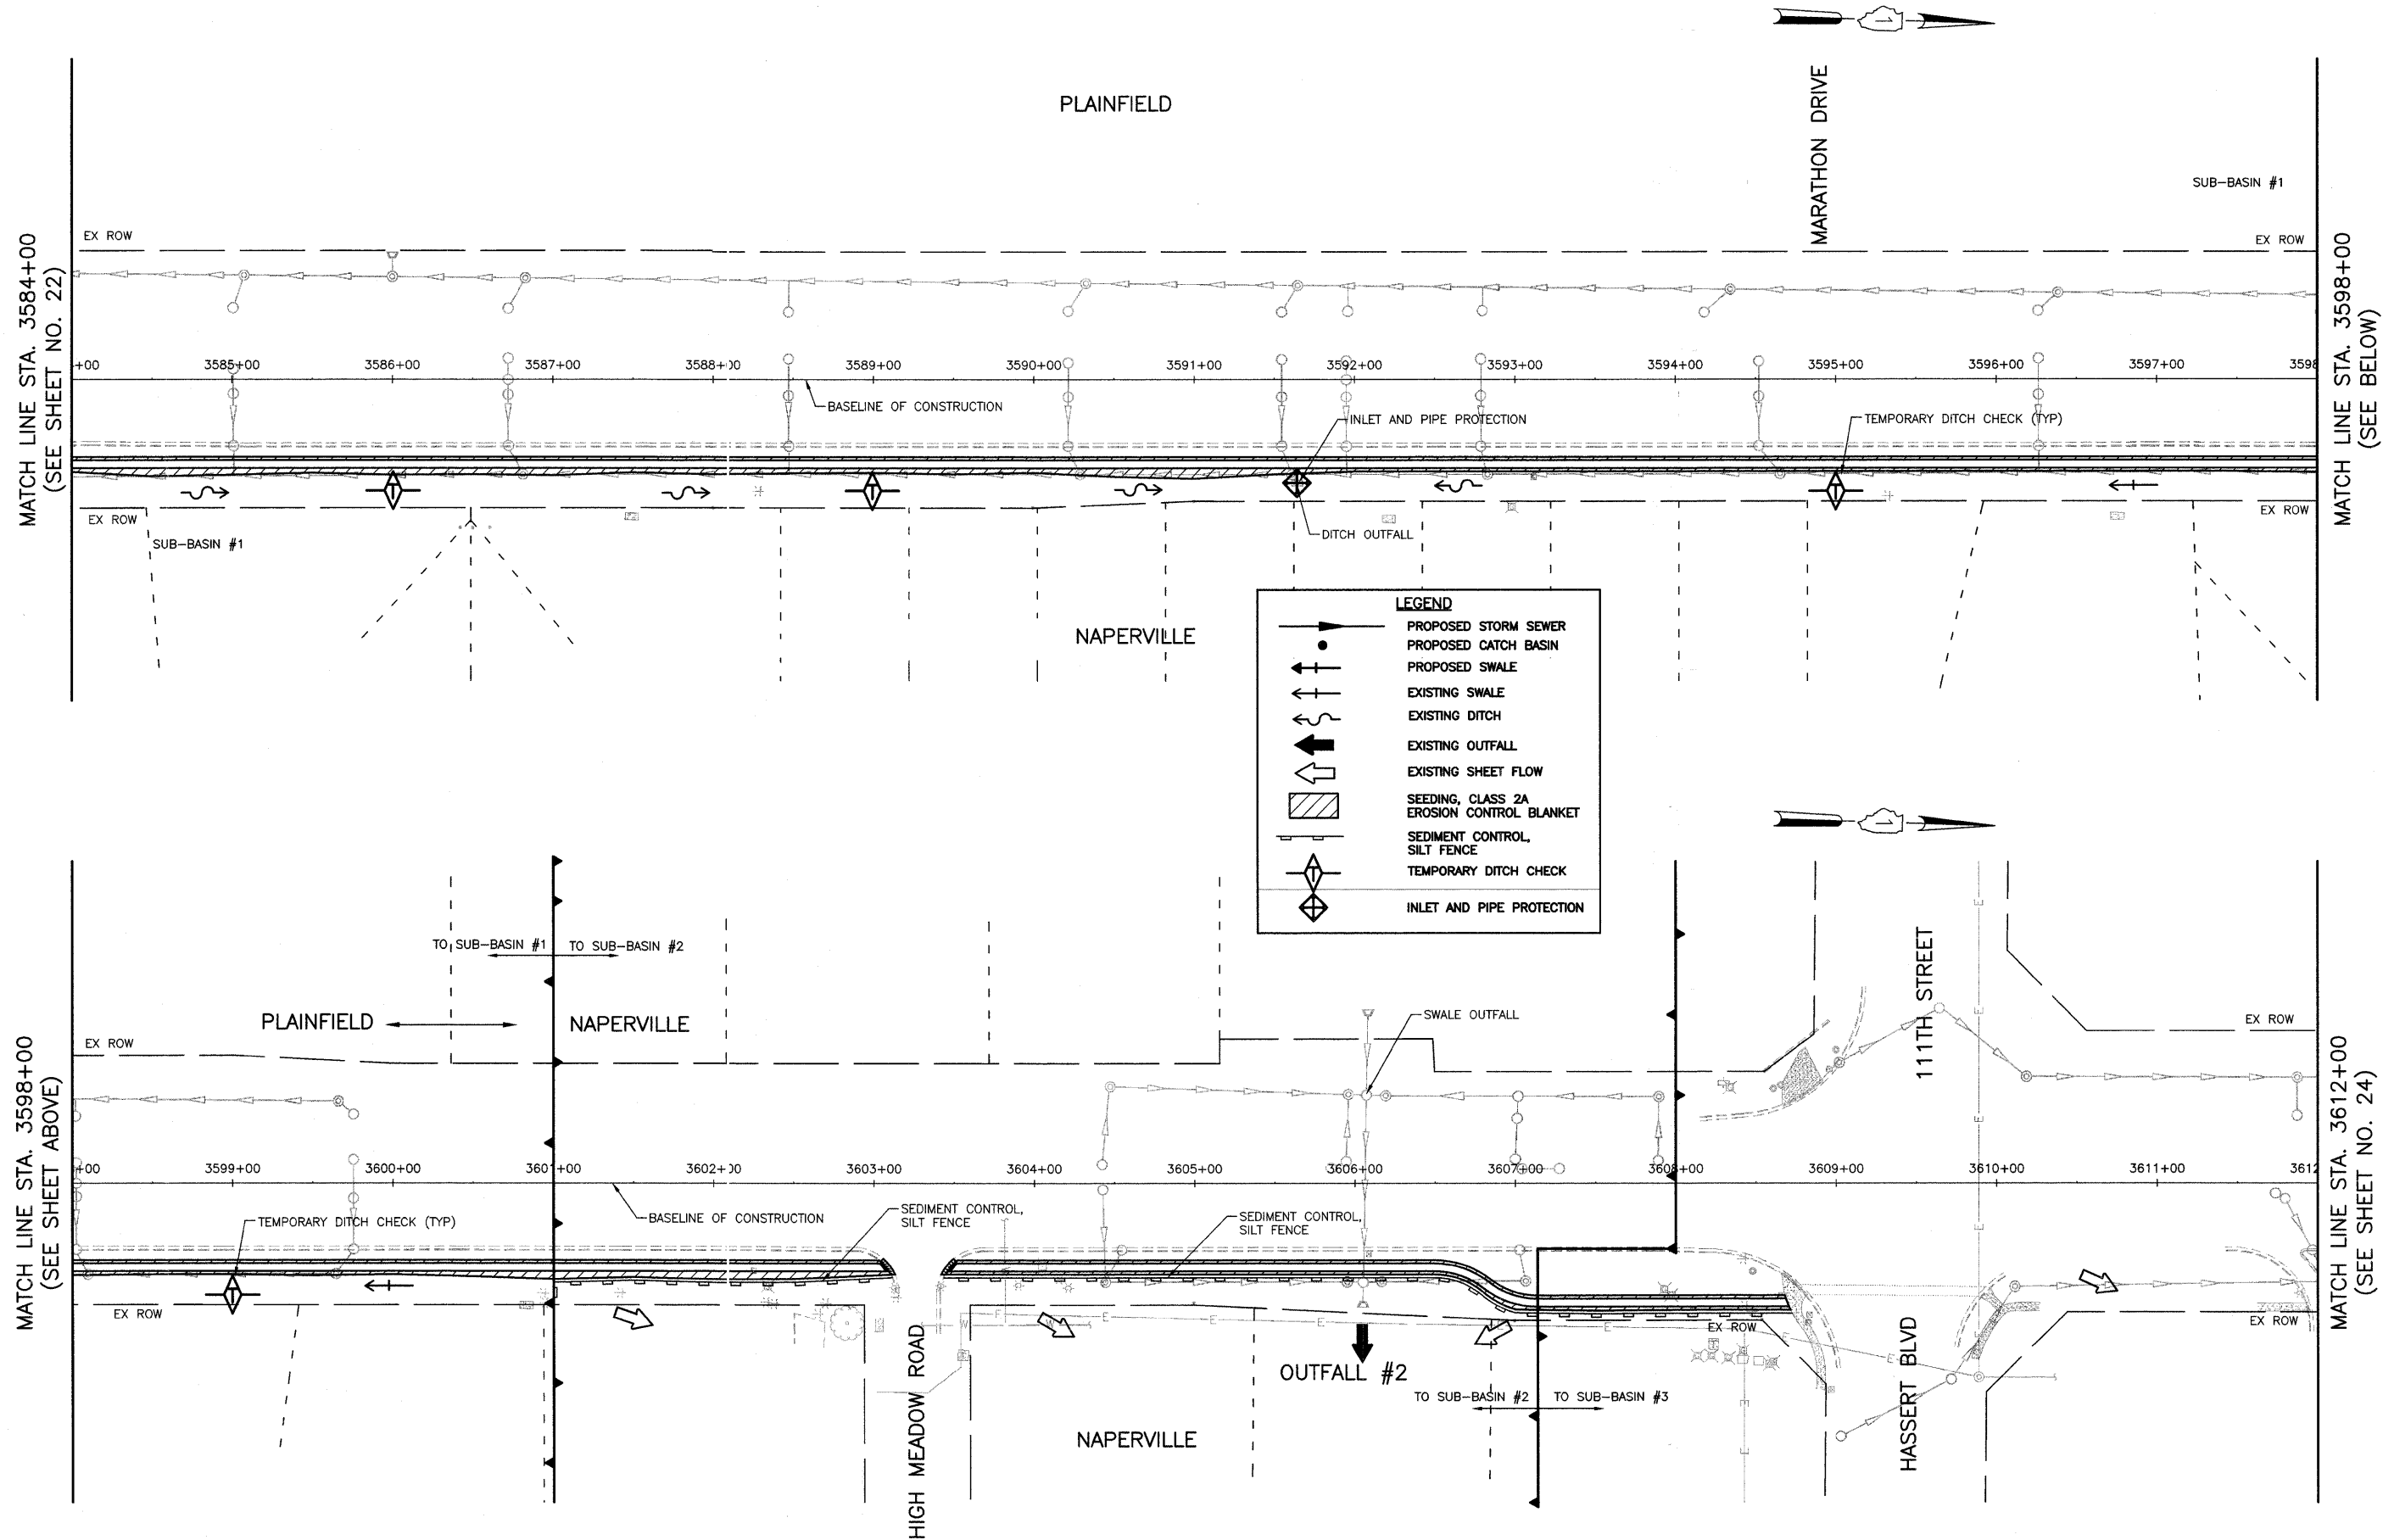 PLAINFIELD
MARATHON DRIVE
SUB-BASIN #1
MATCH LINE STA. 3584+00
(SEE SHEET NO. 22)
EX ROW
EX ROW
MATCH LINE STA. 3598+00
(SEE BELOW)
+00
3585+00
3586+00
3587+00
3588+00
3589+00
3590+00
3591+00
3592+00
3593+00
3594+00
3595+00
3596+00
3597+00
3598
BASELINE OF CONSTRUCTION
INLET AND PIPE PROTECTION
TEMPORARY DITCH CHECK (TYP)
T
T
T
EX ROW
EX ROW
SUB-BASIN #1
DITCH OUTFALL
NAPERVILLE
LEGEND
PROPOSED STORM SEWER
PROPOSED CATCH BASIN
PROPOSED SWALE
EXISTING SWALE
EXISTING DITCH
EXISTING OUTFALL
EXISTING SHEET FLOW
SEEDING, CLASS 2A
EROSION CONTROL BLANKET
SEDIMENT CONTROL,
SILT FENCE
T
TEMPORARY DITCH CHECK
INLET AND PIPE PROTECTION
TO SUB-BASIN #1
TO SUB-BASIN #2
PLAINFIELD
NAPERVILLE
SWALE OUTFALL
111TH STREET
EX ROW
EX ROW
MATCH LINE STA. 3598+00
(SEE SHEET ABOVE)
MATCH LINE STA. 3612+00
(SEE SHEET NO. 24)
+00
3599+00
3600+00
3601+00
3602+00
3603+00
3604+00
3605+00
3606+00
3607+00
3608+00
3609+00
3610+00
3611+00
3612
TEMPORARY DITCH CHECK (TYP)
BASELINE OF CONSTRUCTION
SEDIMENT CONTROL,
SILT FENCE
SEDIMENT CONTROL,
SILT FENCE
T
EX ROW
EX ROW
EX ROW
HIGH MEADOW ROAD
OUTFALL #2
TO SUB-BASIN #2
TO SUB-BASIN #3
NAPERVILLE
HASSERT BLVD